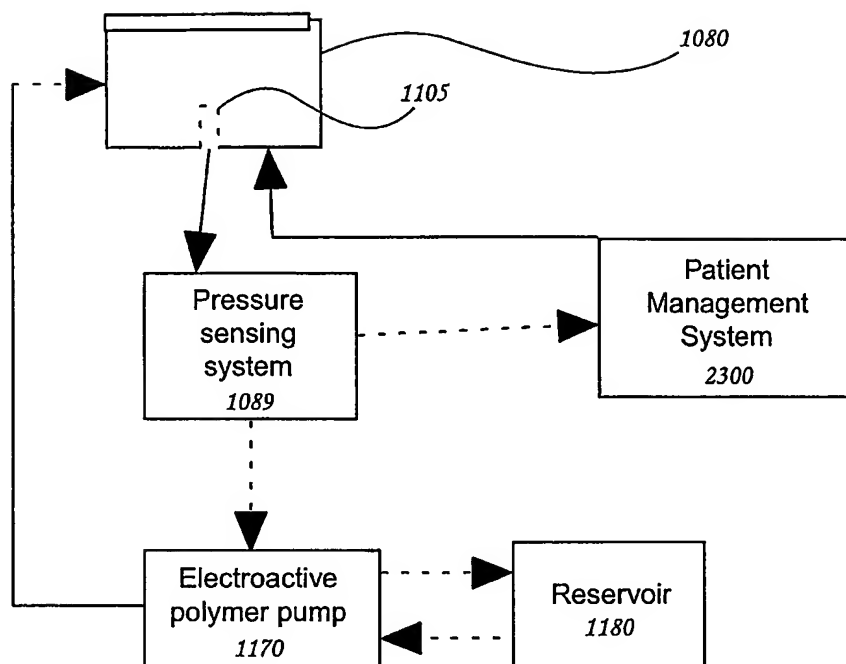 1080
1105
Pressure
sensing
system
1089
Patient
Management
System
2300
Electroactive
polymer pump
1170
Reservoir
1180